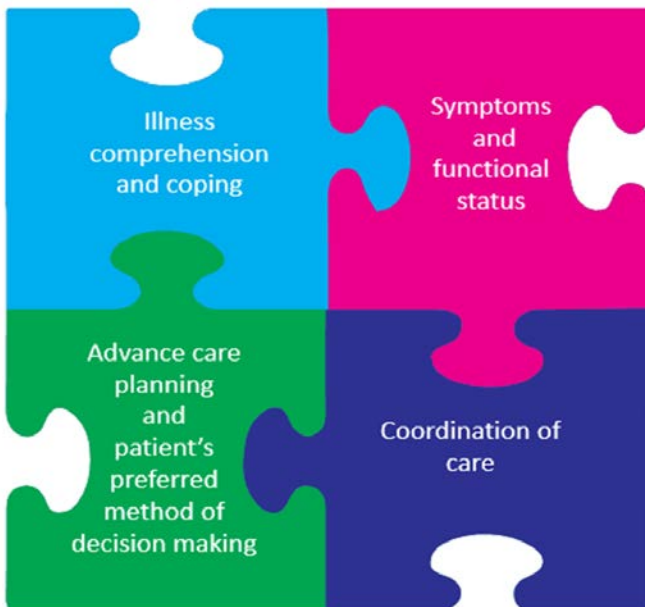 Illness
comprehension
and coping
Symptoms
and
functional
status
Advance care
planning
and
patient's
preferred
method of
decision making
Coordination of
care